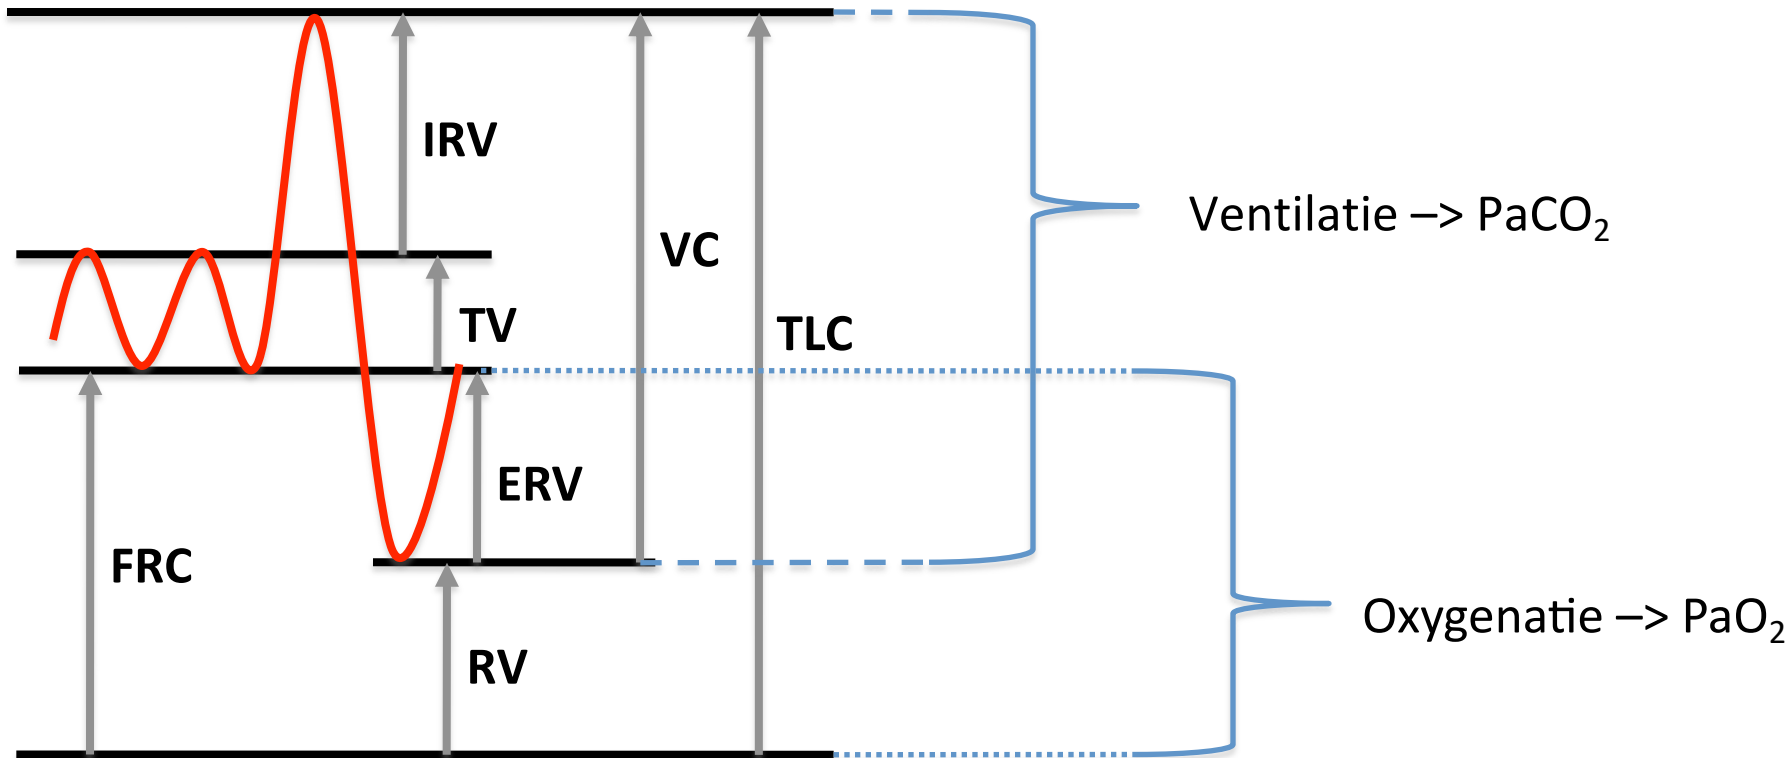 IRV
Ventilatie –> PaCO₂
VC
TV
TLC
ERV
FRC
Oxygenatie –> PaO₂
RV